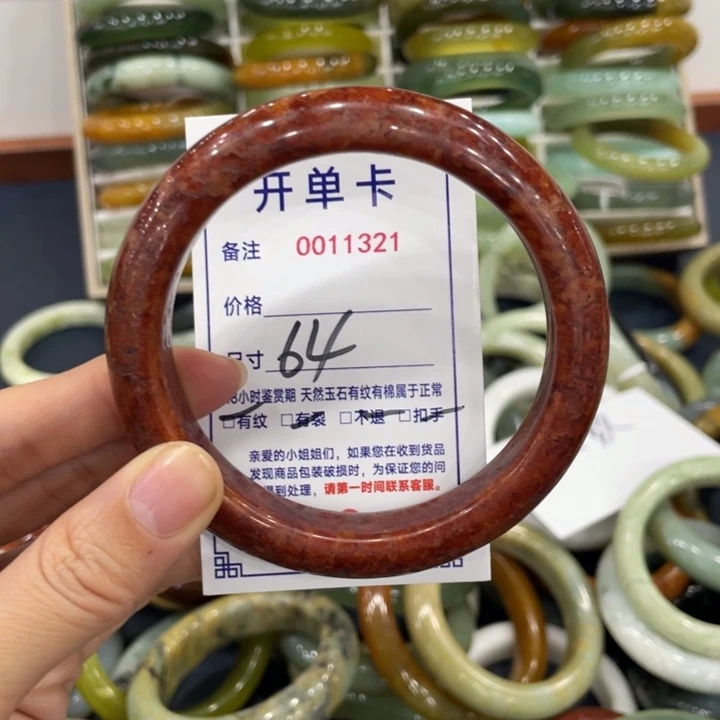 开单卡
备注 0011321
价格
尺寸 64
8小时鉴赏期 天然玉石有纹有棉属于正常
□有纹 □有裂 □不退 □扣手
亲爱的小姐姐们，如果您在收到货品
发现商品包装破损时，为保证您的问
得到处理，请第一时间联系客服。